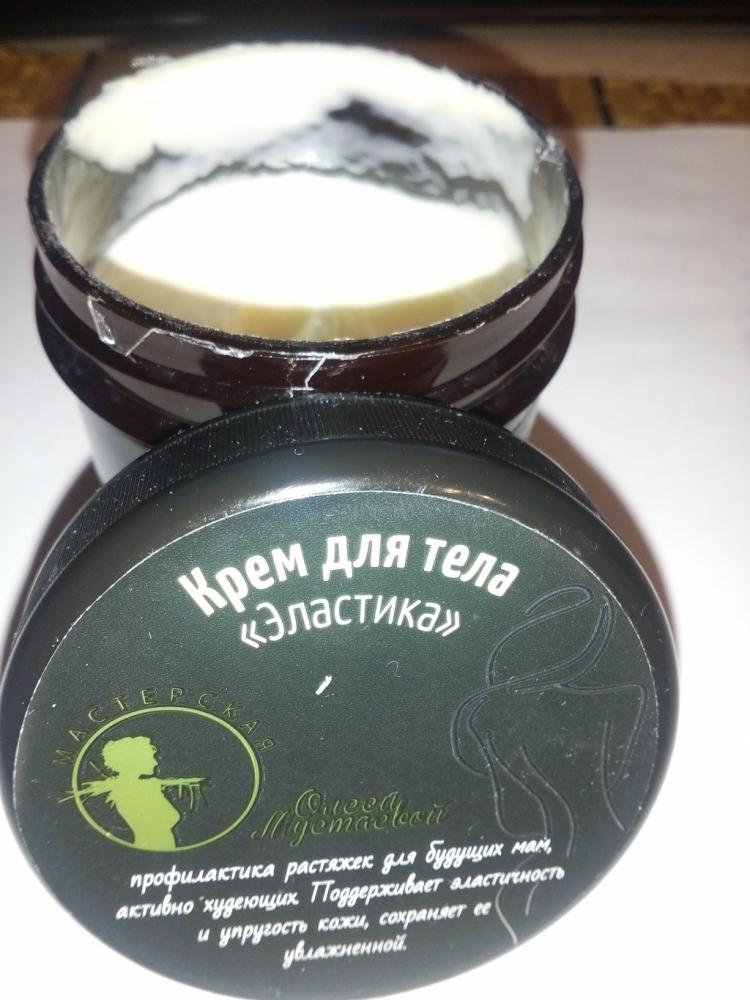 Крем для тела
«Эластика»
МАСТЕРСКАЯ
Олеси
Мустаевой
профилактика растяжек для будущих мам,
активно худеющих. Поддерживает эластичность
и упругость кожи, сохраняет ее
увлажненной.